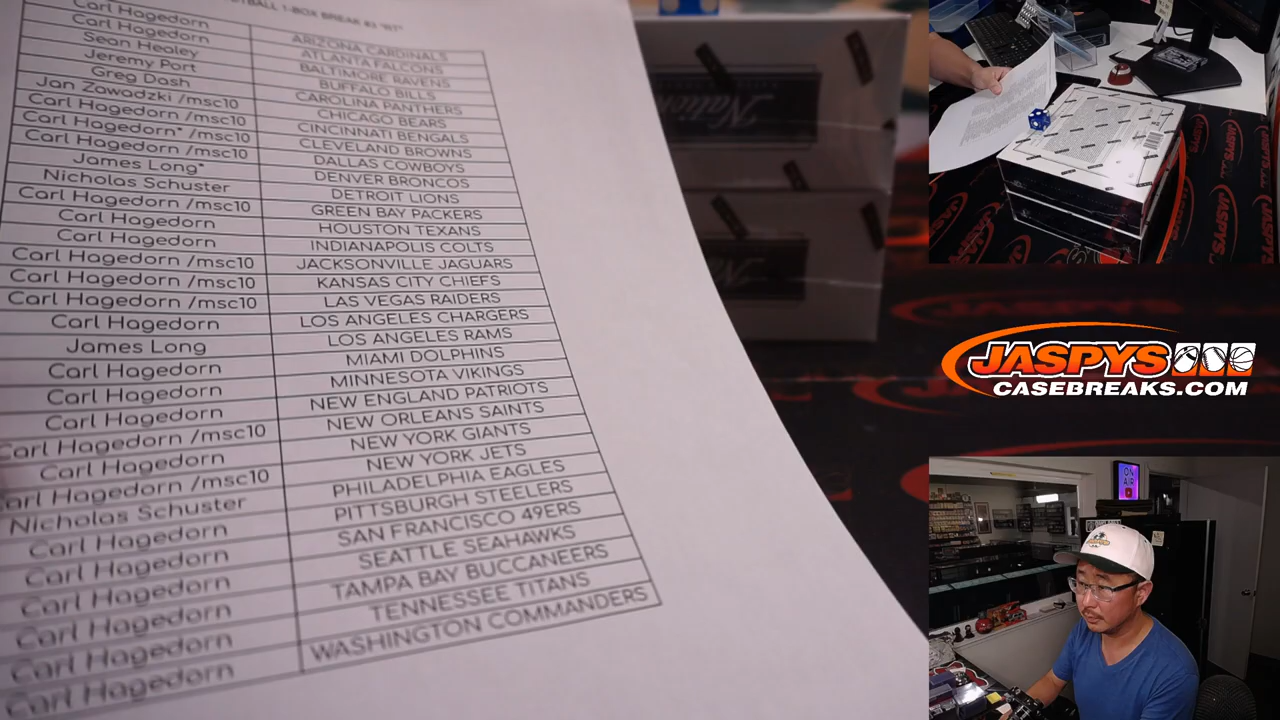 FOOTBALL 1-BOX BREAK #3 "RT"
Carl Hagedorn ARIZONA CARDINALS
Carl Hagedorn ATLANTA FALCONS
Sean Healey BALTIMORE RAVENS
Jeremy Port BUFFALO BILLS
Greg Dash CAROLINA PANTHERS
Jan Zawadzki /msc10 CHICAGO BEARS
Carl Hagedorn /msc10 CINCINNATI BENGALS
Carl Hagedorn* /msc10 CLEVELAND BROWNS
Carl Hagedorn /msc10 DALLAS COWBOYS
James Long* DENVER BRONCOS
Nicholas Schuster DETROIT LIONS
Carl Hagedorn /msc10 GREEN BAY PACKERS
Carl Hagedorn HOUSTON TEXANS
Carl Hagedorn INDIANAPOLIS COLTS
Carl Hagedorn /msc10 JACKSONVILLE JAGUARS
Carl Hagedorn /msc10 KANSAS CITY CHIEFS
Carl Hagedorn /msc10 LAS VEGAS RAIDERS
Carl Hagedorn LOS ANGELES CHARGERS
James Long LOS ANGELES RAMS
Carl Hagedorn MIAMI DOLPHINS
Carl Hagedorn MINNESOTA VIKINGS
Carl Hagedorn NEW ENGLAND PATRIOTS
Carl Hagedorn /msc10 NEW ORLEANS SAINTS
Carl Hagedorn NEW YORK GIANTS
Carl Hagedorn /msc10 NEW YORK JETS
Nicholas Schuster PHILADELPHIA EAGLES
Carl Hagedorn PITTSBURGH STEELERS
Carl Hagedorn SAN FRANCISCO 49ERS
Carl Hagedorn SEATTLE SEAHAWKS
Carl Hagedorn TAMPA BAY BUCCANEERS
Carl Hagedorn TENNESSEE TITANS
Carl Hagedorn WASHINGTON COMMANDERS
JASPYS
CASEBREAKS.COM
ON
AIR
JASPYS